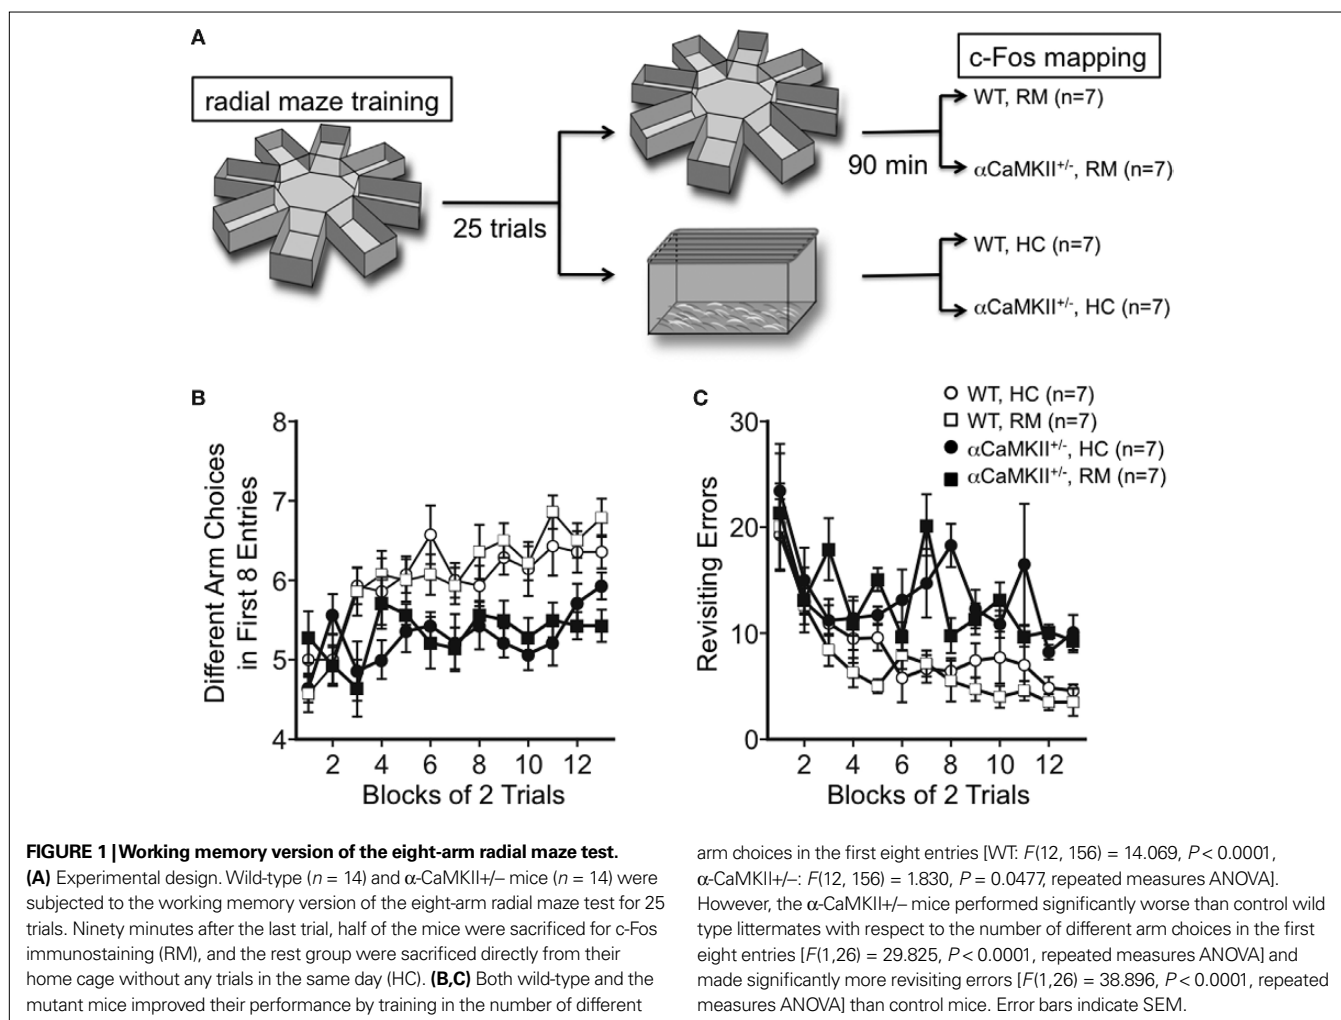 A
radial maze training
25 trials
90 min
c-Fos mapping
WT, RM (n=7)
αCaMKII+/-, RM (n=7)
WT, HC (n=7)
αCaMKII+/-, HC (n=7)
B
Different Arm Choices
in First 8 Entries
8
7
6
5
4
2 4 6 8 10 12
Blocks of 2 Trials
C
WT, HC (n=7)
WT, RM (n=7)
αCaMKII+/-, HC (n=7)
αCaMKII+/-, RM (n=7)
Revisiting Errors
30
20
10
0
2 4 6 8 10 12
Blocks of 2 Trials
FIGURE 1 | Working memory version of the eight-arm radial maze test.
(A) Experimental design. Wild-type (n = 14) and α-CaMKII+/– mice (n = 14) were
subjected to the working memory version of the eight-arm radial maze test for 25
trials. Ninety minutes after the last trial, half of the mice were sacrificed for c-Fos
immunostaining (RM), and the rest group were sacrificed directly from their
home cage without any trials in the same day (HC). (B,C) Both wild-type and the
mutant mice improved their performance by training in the number of different
arm choices in the first eight entries [WT: F(12, 156) = 14.069, P < 0.0001,
α-CaMKII+/–: F(12, 156) = 1.830, P = 0.0477, repeated measures ANOVA].
However, the α-CaMKII+/– mice performed significantly worse than control wild
type littermates with respect to the number of different arm choices in the first
eight entries [F(1,26) = 29.825, P < 0.0001, repeated measures ANOVA] and
made significantly more revisiting errors [F(1,26) = 38.896, P < 0.0001, repeated
measures ANOVA] than control mice. Error bars indicate SEM.